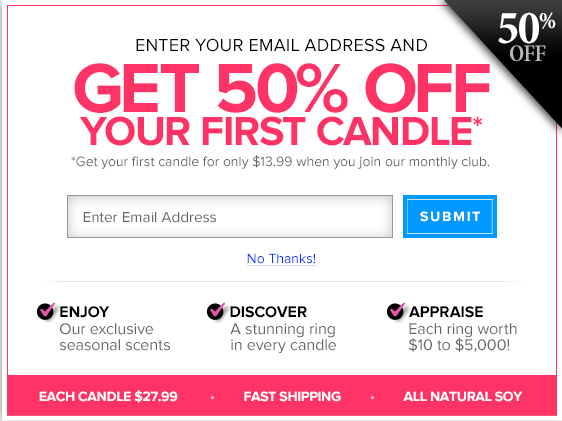 50%
OFF
ENTER YOUR EMAIL ADDRESS AND
GET 50% OFF
YOUR FIRST CANDLE*
*Get your first candle for only $13.99 when you join our monthly club.
Enter Email Address
SUBMIT
No Thanks!
ENJOY
Our exclusive
seasonal scents
DISCOVER
A stunning ring
in every candle
APPRAISE
Each ring worth
$10 to $5,000!
EACH CANDLE $27.99 • FAST SHIPPING • ALL NATURAL SOY